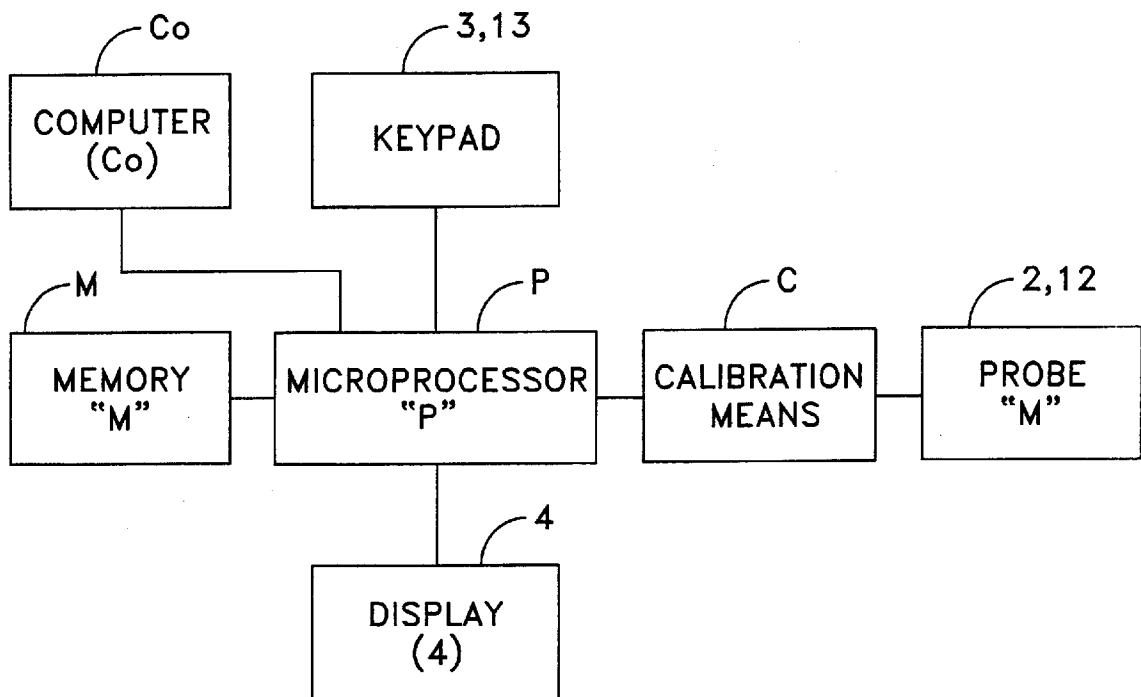 Co
3,13
COMPUTER
(Co)
KEYPAD
M
P
C
2,12
MEMORY
"M"
MICROPROCESSOR
"P"
CALIBRATION
MEANS
PROBE
"M"
4
DISPLAY
(4)